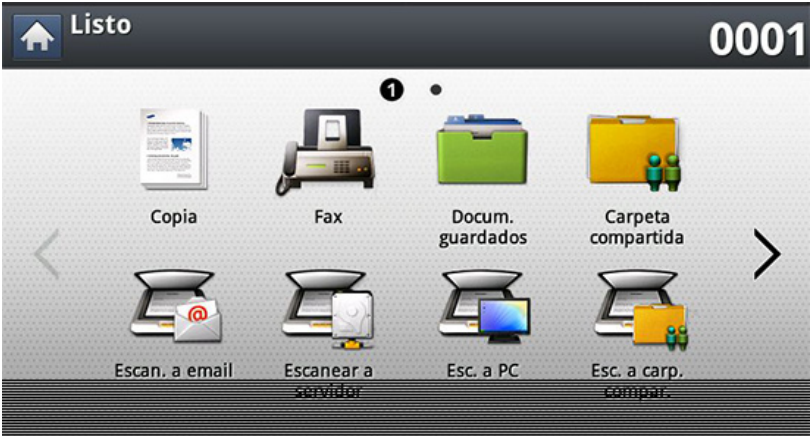 Listo
0001
1
Copia
Fax
Docum.
guardados
Carpeta
compartida
Escan. a email
Escanear a
servidor
Esc. a PC
Esc. a carp.
compar.